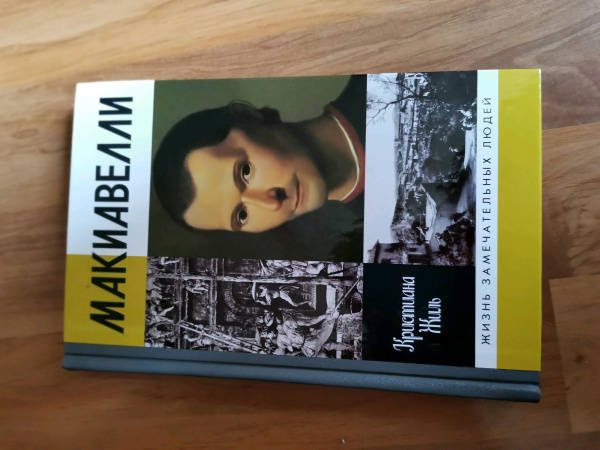 МАКИАВЕЛЛИ
Кристиана
Жиль
ЖИЗНЬ ЗАМЕЧАТЕЛЬНЫХ ЛЮДЕЙ